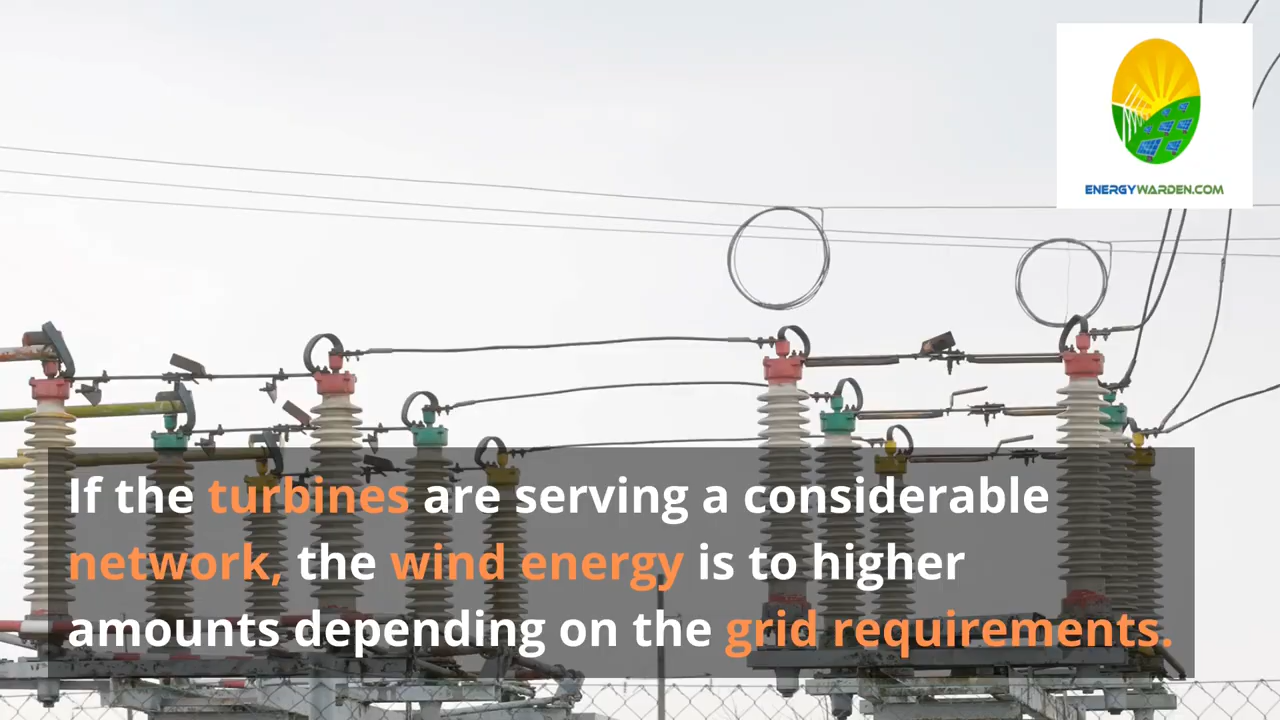 ENERGYWARDEN.COM
If the turbines are serving a considerable
network, the wind energy is to higher
amounts depending on the grid requirements.